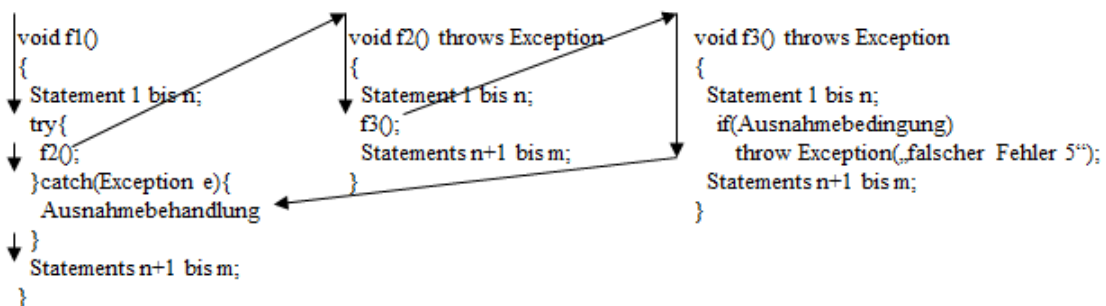 void f1()
{
Statement 1 bis n;
try{
f2();
}catch(Exception e){
Ausnahmebehandlung
}
Statements n+1 bis m;
}
void f2() throws Exception
{
Statement 1 bis n;
f3();
Statements n+1 bis m;
}
void f3() throws Exception
{
Statement 1 bis n;
if(Ausnahmebedingung)
throw Exception(„falscher Fehler 5“);
Statements n+1 bis m;
}